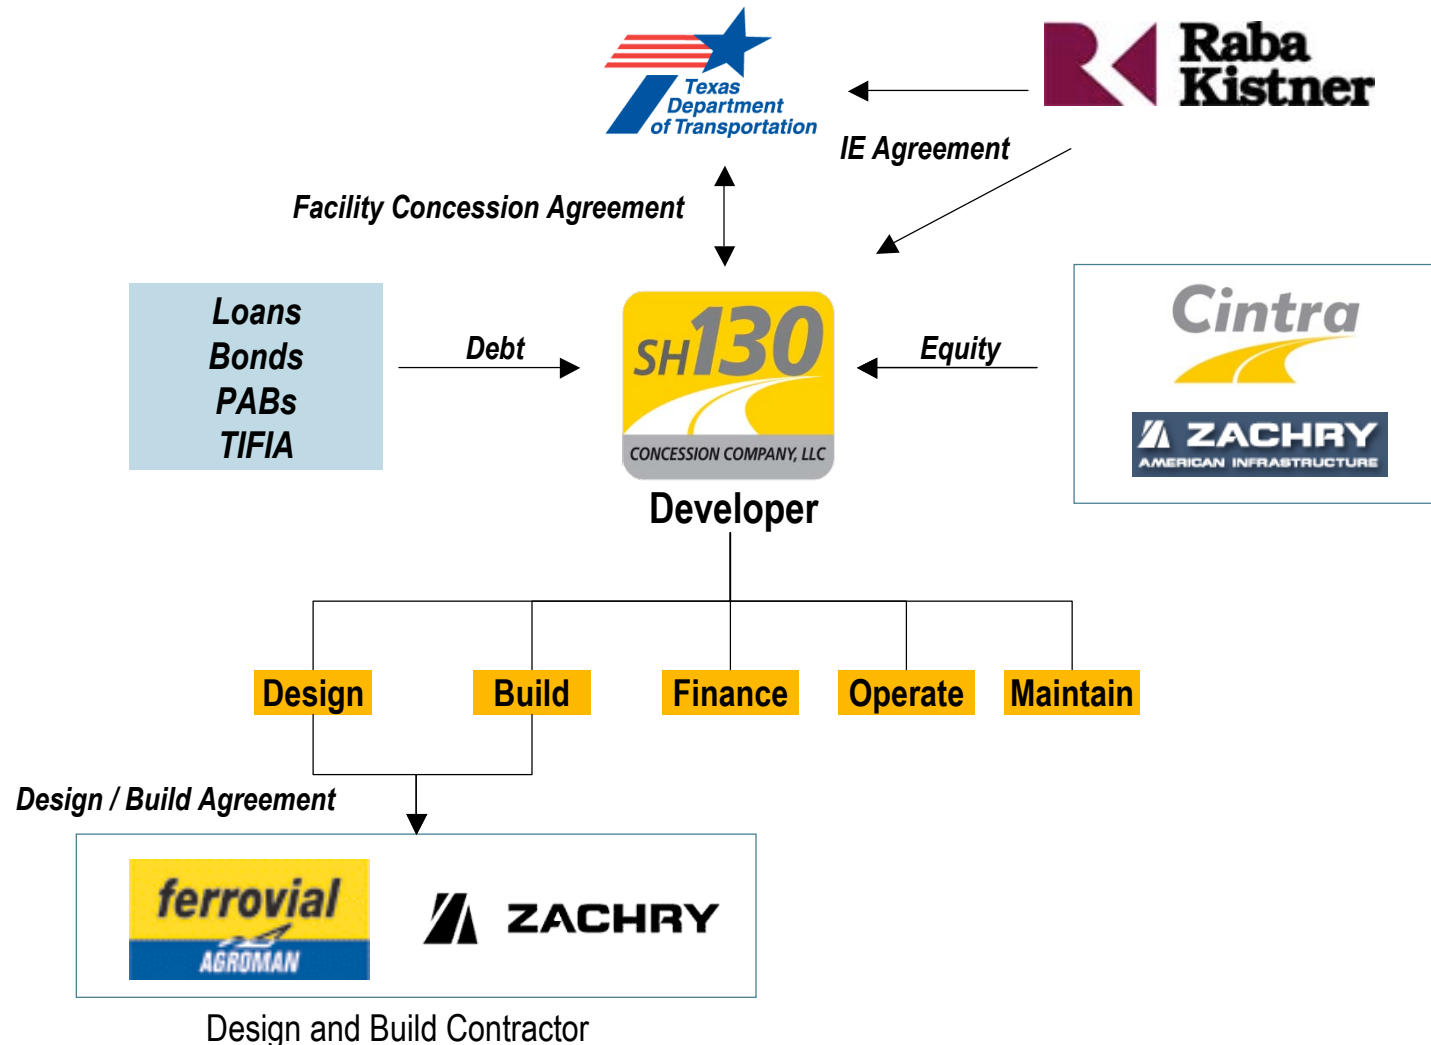 Texas
Department
of Transportation
Raba
Kistner
IE Agreement
Facility Concession Agreement
Loans
Bonds
PABs
TIFIA
Debt
SH130
CONCESSION COMPANY, LLC
Developer
Equity
Cintra
ZACHRY
AMERICAN INFRASTRUCTURE
Design
Build
Finance
Operate
Maintain
Design / Build Agreement
ferrovial
AGROMAN
ZACHRY
Design and Build Contractor